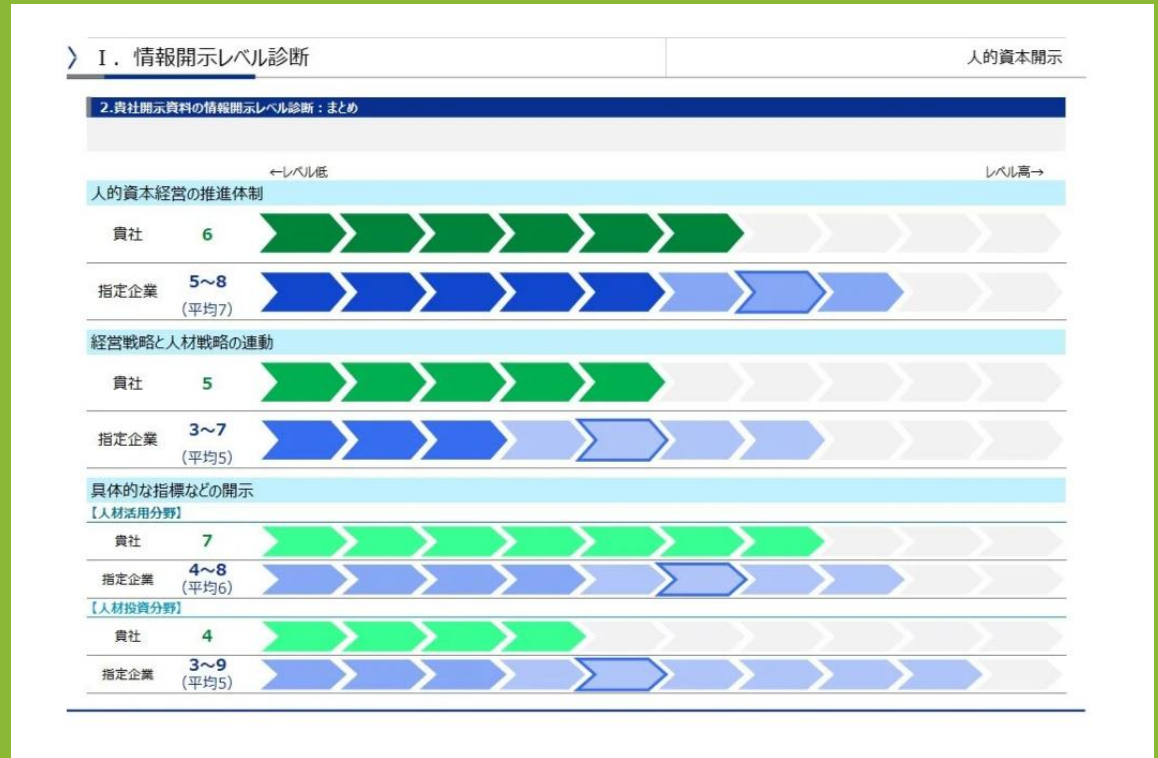 Ⅰ．情報開示レベル診断
人的資本開示
2.貴社開示資料の情報開示レベル診断：まとめ
←レベル低
レベル高→
人的資本経営の推進体制
貴社 6
指定企業 5～8
(平均7)
経営戦略と人材戦略の連動
貴社 5
指定企業 3～7
(平均5)
具体的な指標などの開示
【人材活用分野】
貴社 7
指定企業 4～8
(平均6)
【人材投資分野】
貴社 4
指定企業 3～9
(平均5)